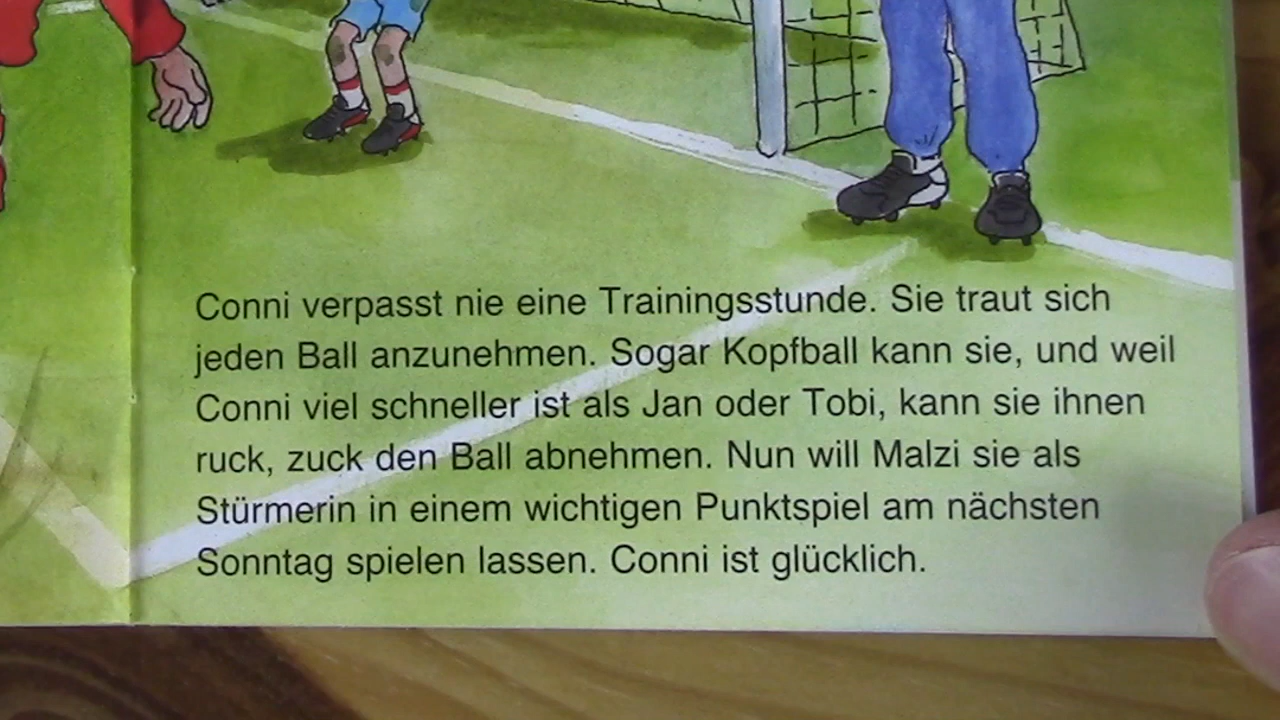 Conni verpasst nie eine Trainingsstunde. Sie traut sich
jeden Ball anzunehmen. Sogar Kopfball kann sie, und weil
Conni viel schneller ist als Jan oder Tobi, kann sie ihnen
ruck, zuck den Ball abnehmen. Nun will Malzi sie als
Stürmerin in einem wichtigen Punktspiel am nächsten
Sonntag spielen lassen. Conni ist glücklich.